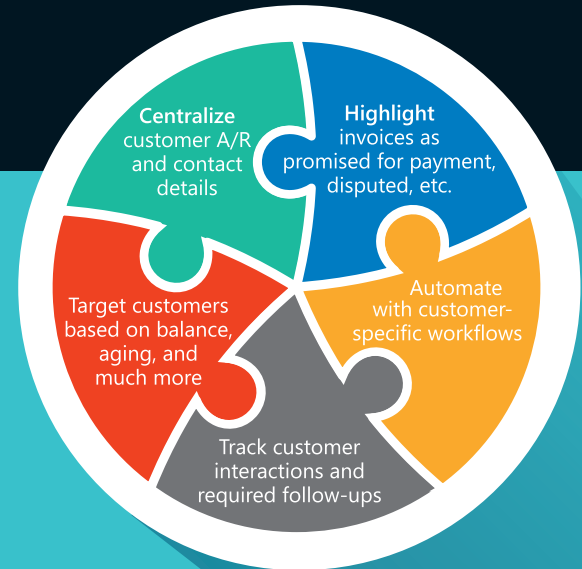 Centralize
customer A/R
and contact
details
Highlight
invoices as
promised for payment,
disputed, etc.
Automate
with customer-
specific workflows
Track customer
interactions and
required follow-ups
Target customers
based on balance,
aging, and
much more